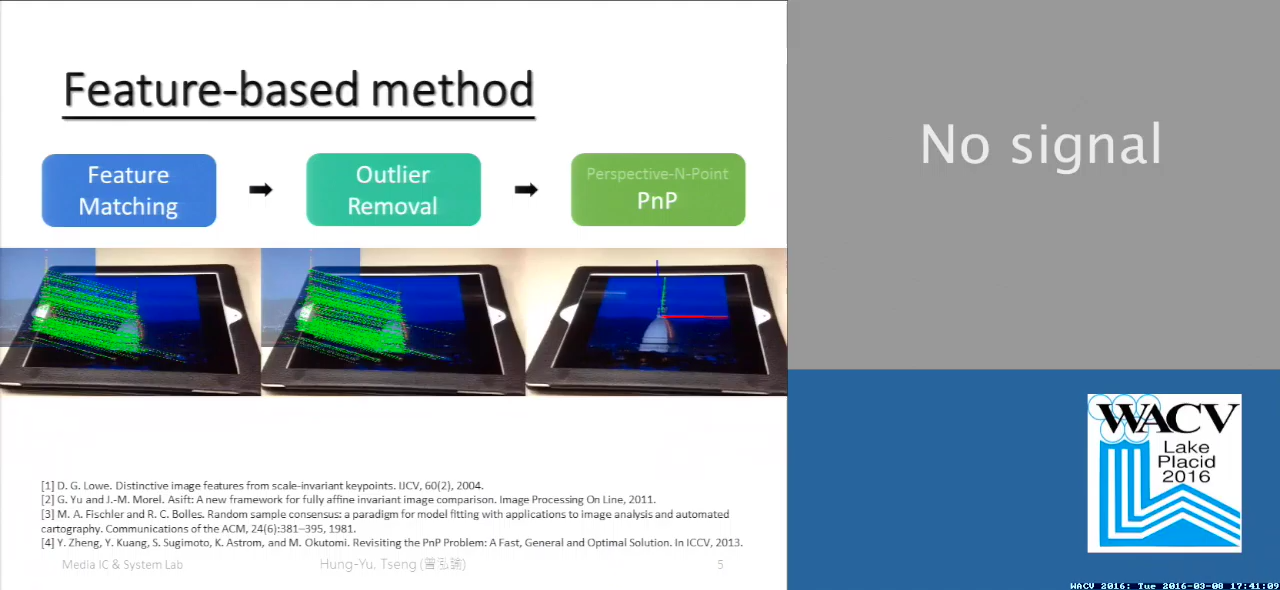 Feature-based method
Feature
Matching
Outlier
Removal
Perspective-N-Point
PnP
[1] D. G. Lowe. Distinctive image features from scale-invariant keypoints. IJCV, 60(2), 2004.
[2] G. Yu and J.-M. Morel. Asift: A new framework for fully affine invariant image comparison. Image Processing On Line, 2011.
[3] M. A. Fischler and R. C. Bolles. Random sample consensus: a paradigm for model fitting with applications to image analysis and automated
cartography. Communications of the ACM, 24(6):381–395, 1981.
[4] Y. Zheng, Y. Kuang, S. Sugimoto, K. Astrom, and M. Okutomi. Revisiting the PnP Problem: A Fast, General and Optimal Solution. In ICCV, 2013.
Media IC & System Lab
Hung-Yu. Tseng (曾弘諭)
5
No signal
WACV
Lake
Placid
2016
WACV 2016: Tue 2016-03-08 17:41:09